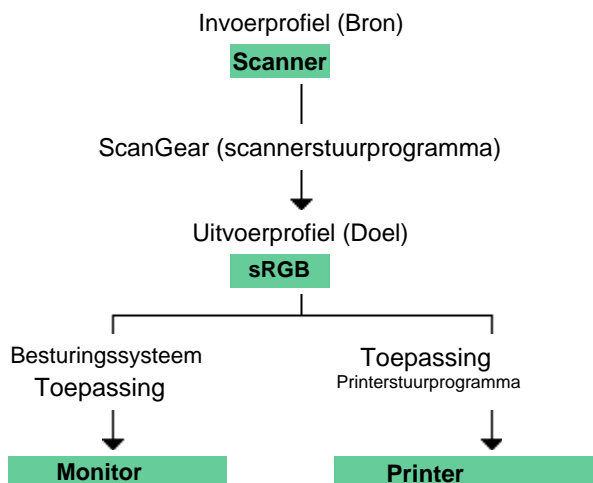 Invoerprofiel (Bron)
Scanner
ScanGear (scannerstuurprogramma)
Uitvoerprofiel (Doel)
sRGB
Besturingssysteem
Toepassing
Toepassing
Printerstuurprogramma
Monitor
Printer